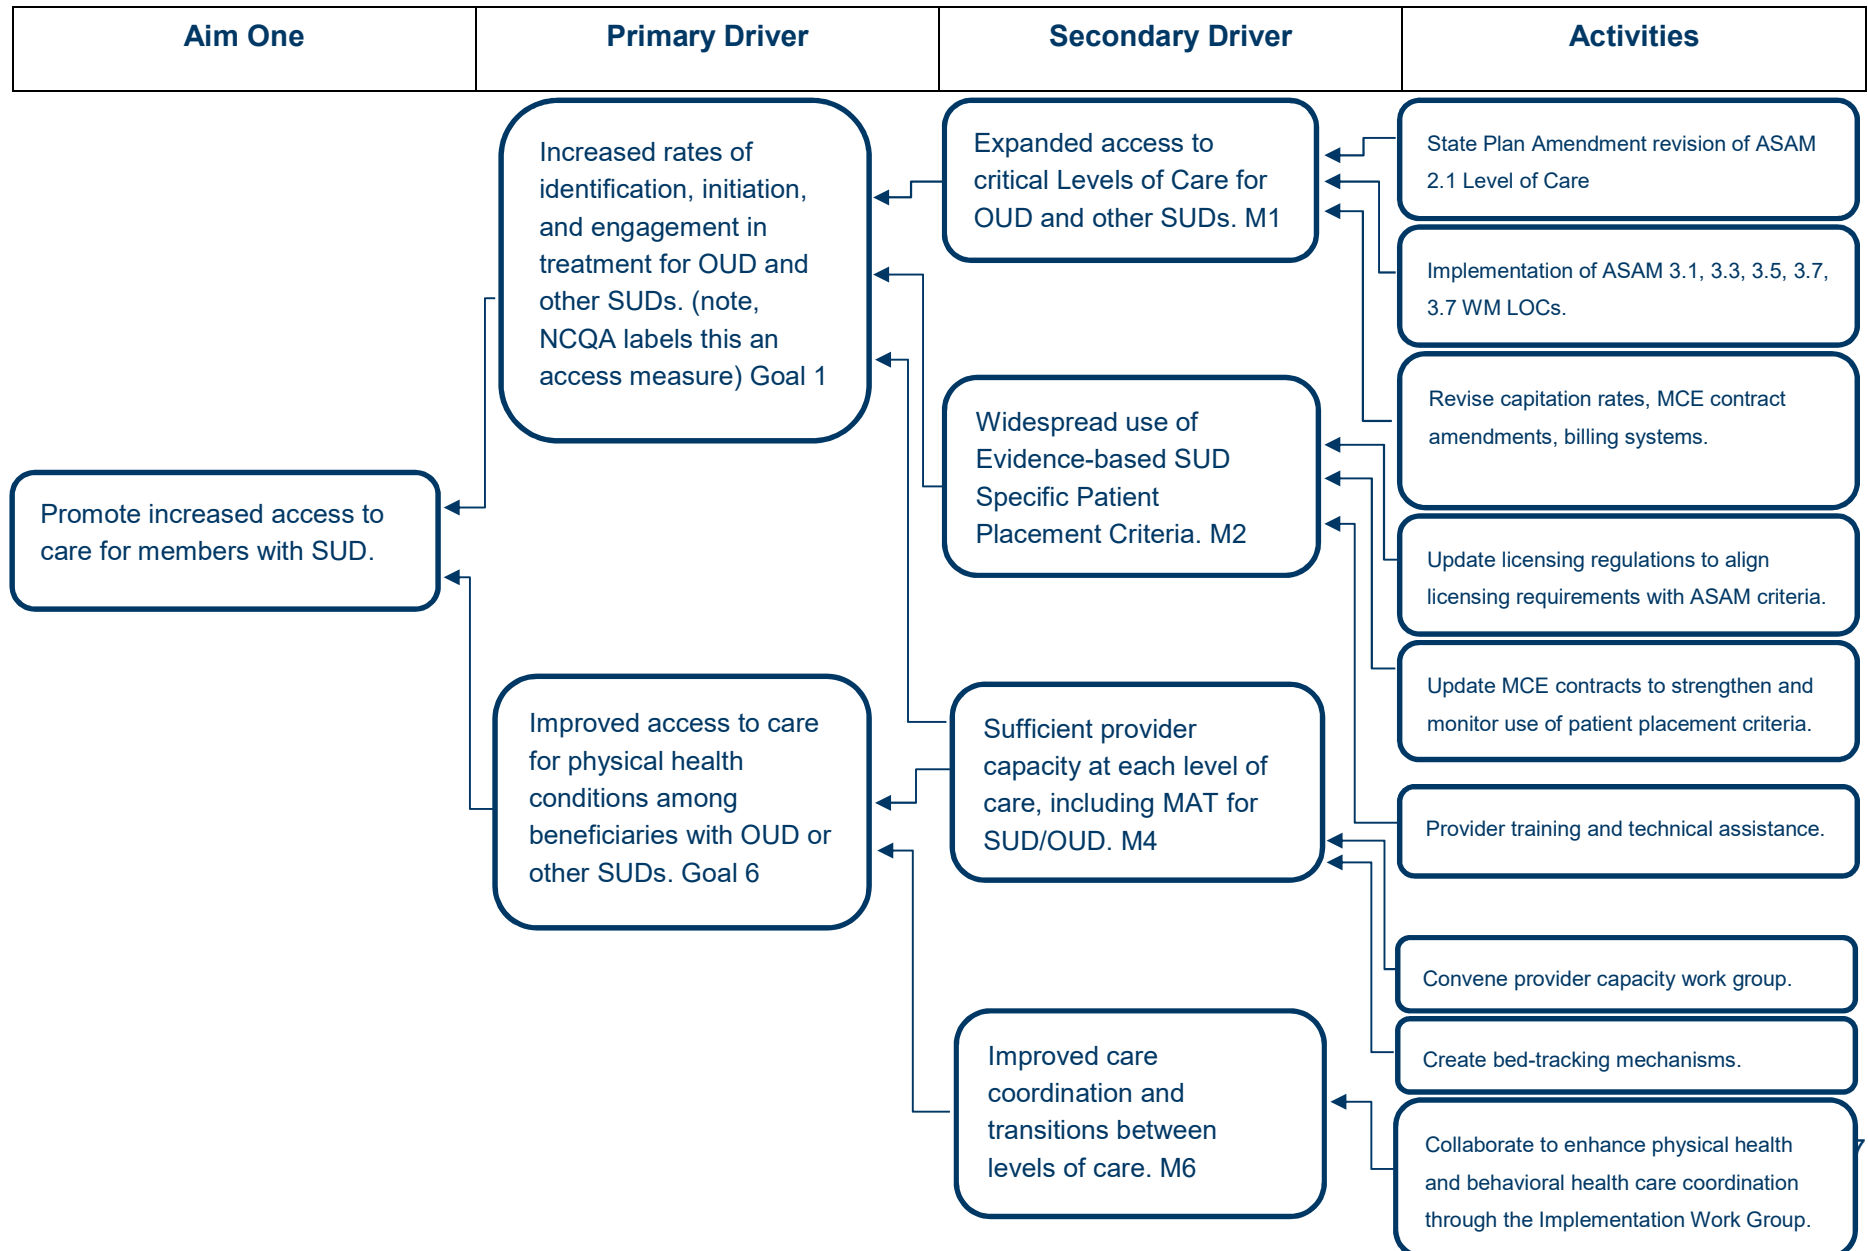 Aim One
Primary Driver
Secondary Driver
Activities
Promote increased access to
care for members with SUD.
Increased rates of
identification, initiation,
and engagement in
treatment for OUD and
other SUDs. (note,
NCQA labels this an
access measure) Goal 1
Improved access to care
for physical health
conditions among
beneficiaries with OUD or
other SUDs. Goal 6
Expanded access to
critical Levels of Care for
OUD and other SUDs. M1
Widespread use of
Evidence-based SUD
Specific Patient
Placement Criteria. M2
Sufficient provider
capacity at each level of
care, including MAT for
SUD/OUD. M4
Improved care
coordination and
transitions between
levels of care. M6
State Plan Amendment revision of ASAM
2.1 Level of Care
Implementation of ASAM 3.1, 3.3, 3.5, 3.7,
3.7 WM LOCs.
Revise capitation rates, MCE contract
amendments, billing systems.
Update licensing regulations to align
licensing requirements with ASAM criteria.
Update MCE contracts to strengthen and
monitor use of patient placement criteria.
Provider training and technical assistance.
Convene provider capacity work group.
Create bed-tracking mechanisms.
Collaborate to enhance physical health
and behavioral health care coordination
through the Implementation Work Group.